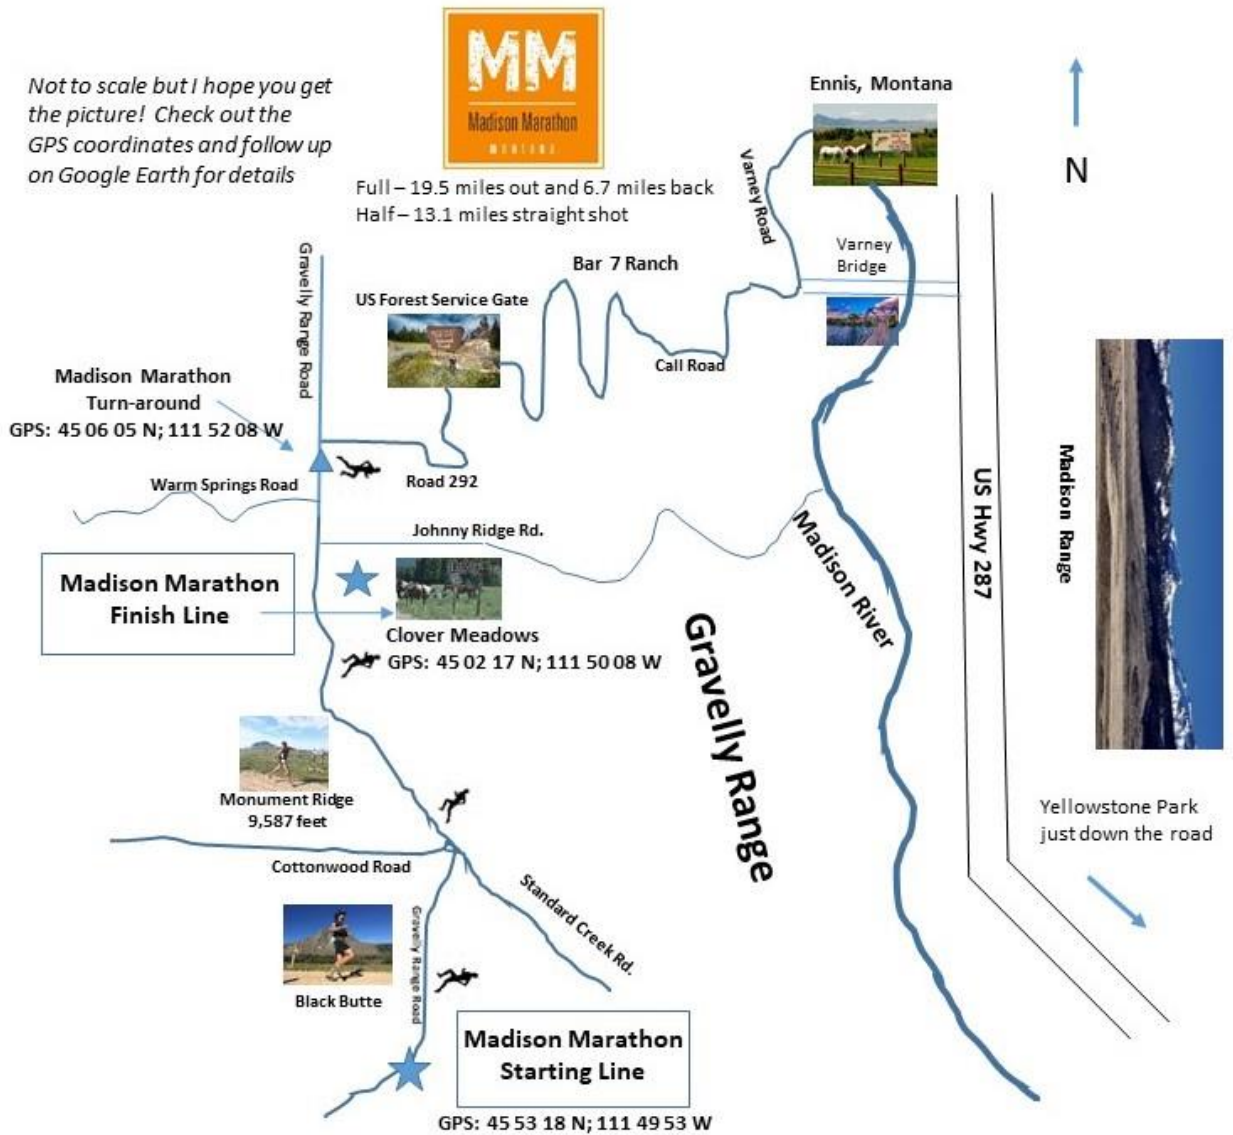 MM
Madison Marathon
MONTANA
Not to scale but I hope you get
the picture! Check out the
GPS coordinates and follow up
on Google Earth for details
Full – 19.5 miles out and 6.7 miles back
Half – 13.1 miles straight shot
Ennis, Montana
N
Varney Road
Varney
Bridge
Bar 7 Ranch
Gravelly Range Road
US Forest Service Gate
Call Road
Madison Marathon
Turn-around
GPS: 45 06 05 N; 111 52 08 W
Road 292
Warm Springs Road
Johnny Ridge Rd.
Madison River
US Hwy 287
Madison Range
Madison Marathon
Finish Line
Clover Meadows
GPS: 45 02 17 N; 111 50 08 W
Gravelly Range
Monument Ridge
9,587 feet
Yellowstone Park
just down the road
Cottonwood Road
Standard Creek Rd.
Gravelly Range Road
Black Butte
Madison Marathon
Starting Line
GPS: 45 53 18 N; 111 49 53 W